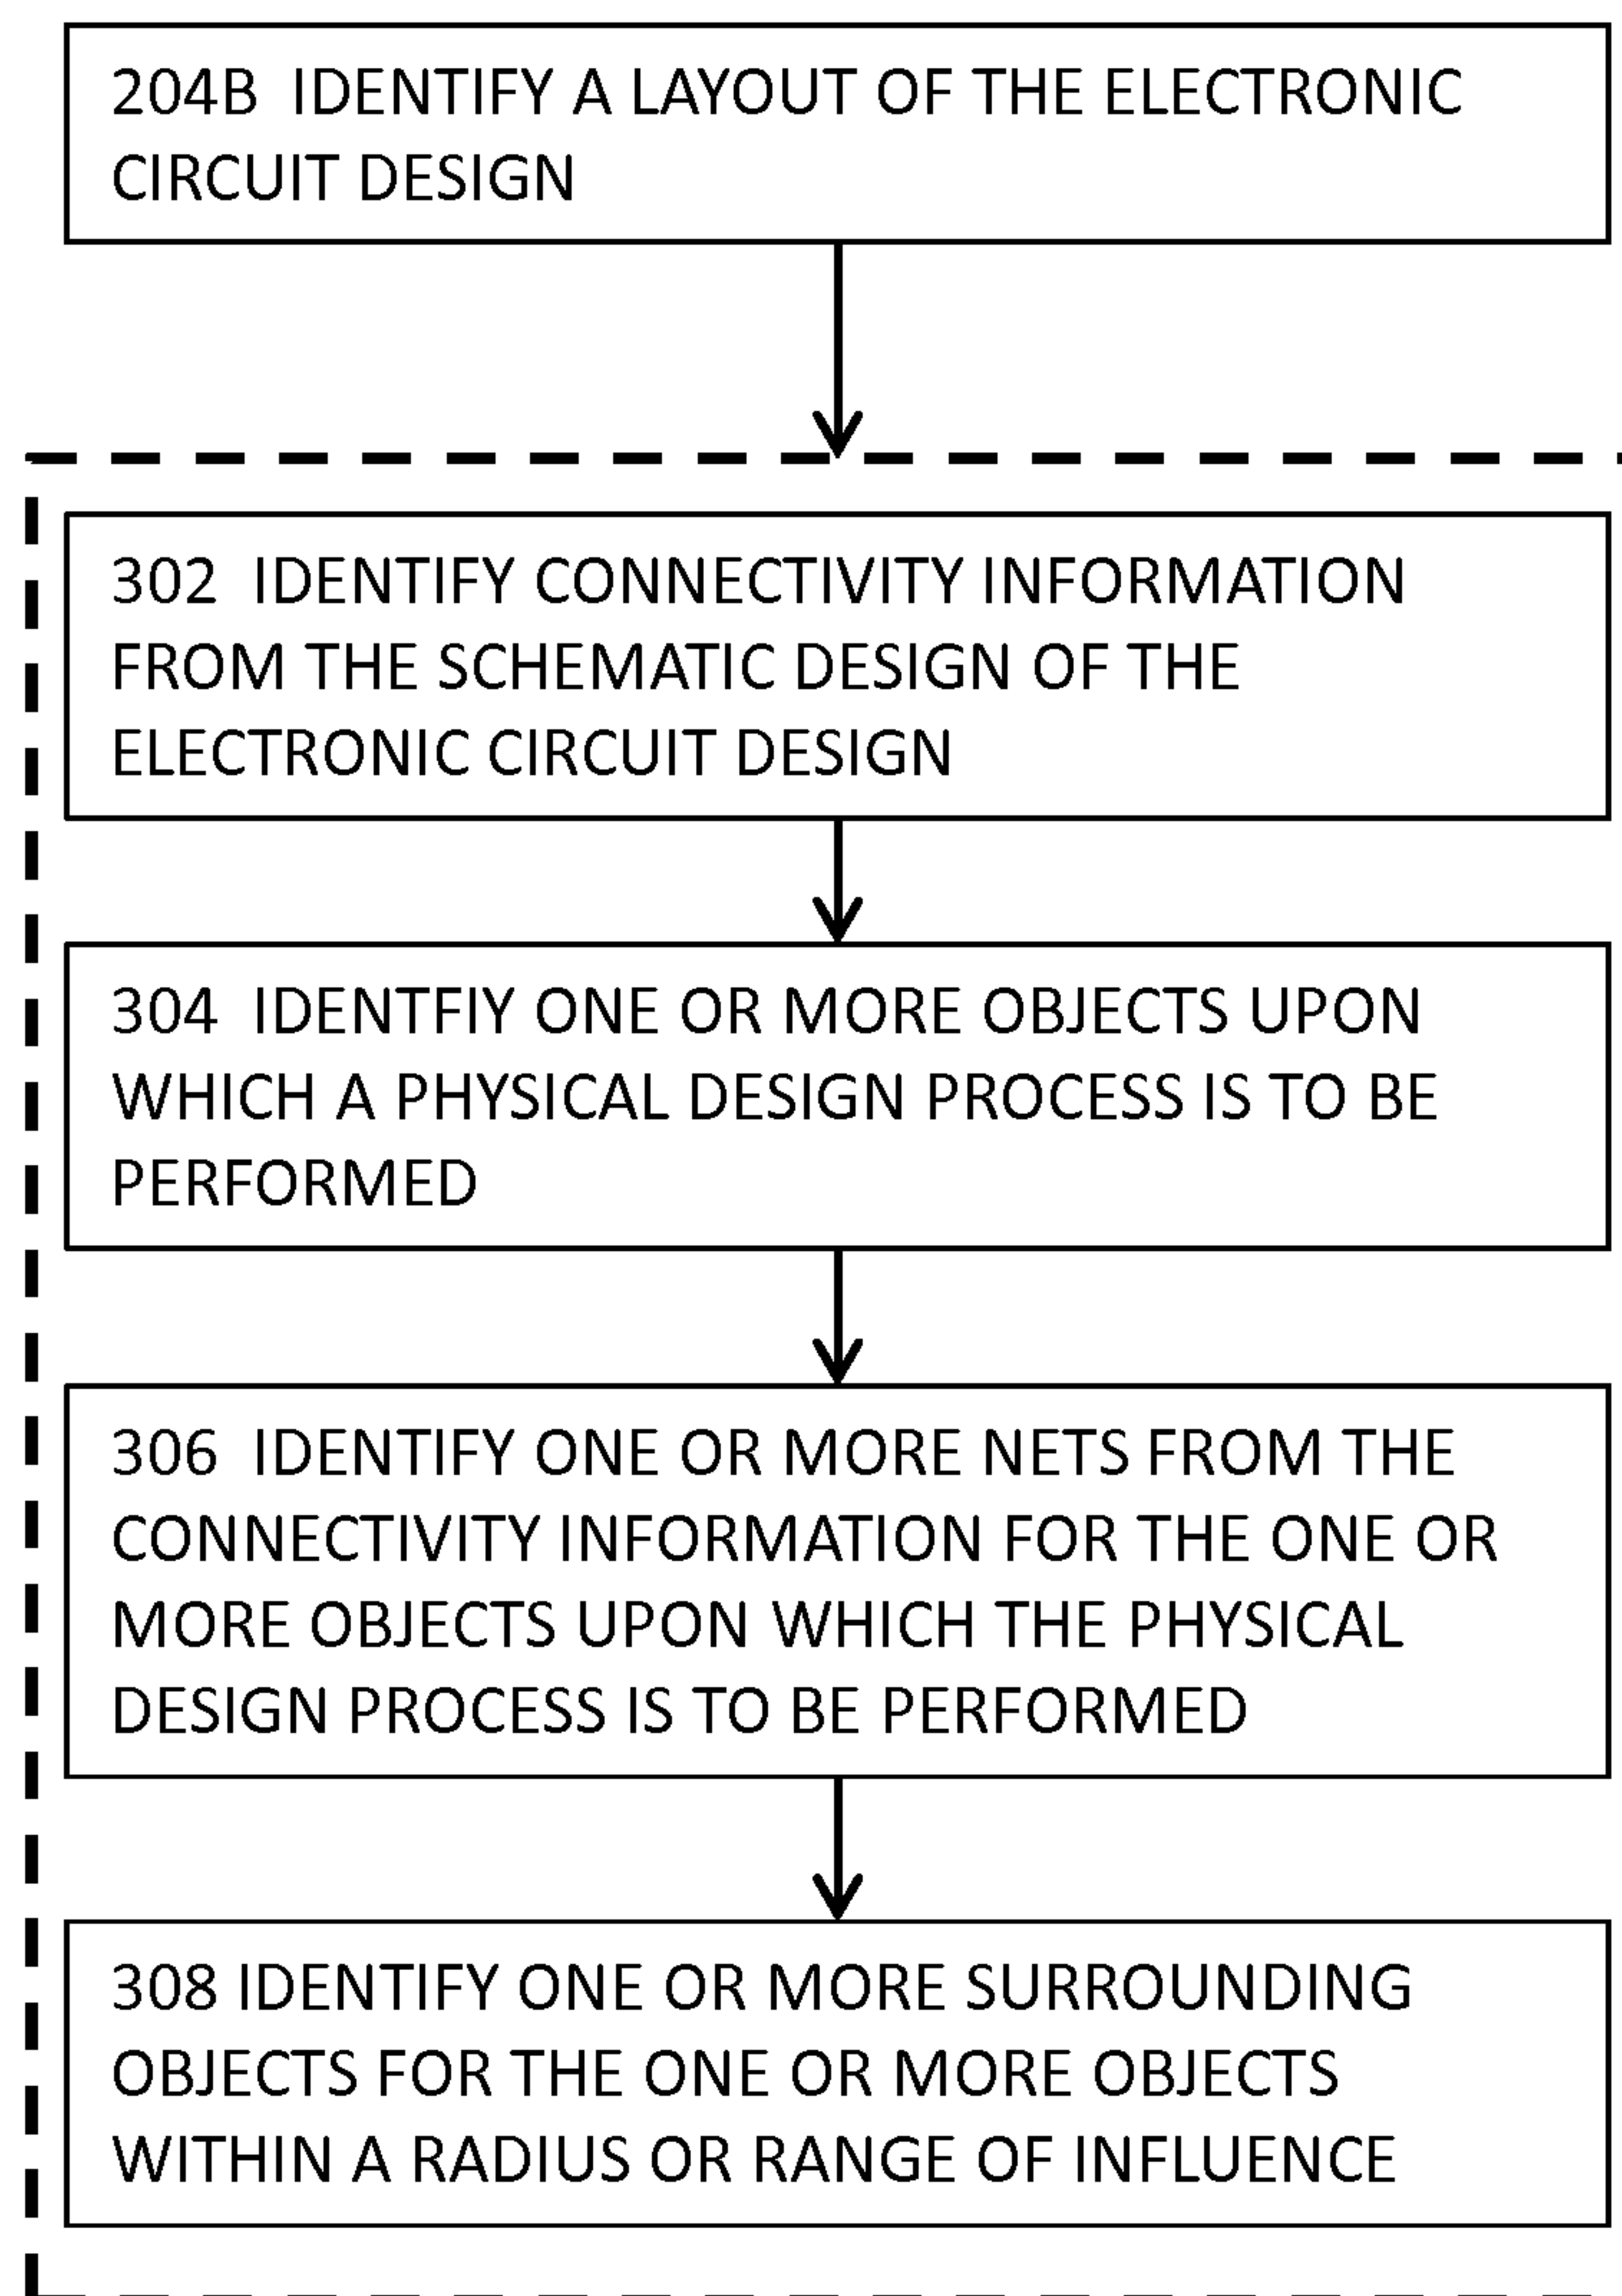 204B IDENTIFY A LAYOUT OF THE ELECTRONIC
CIRCUIT DESIGN
302 IDENTIFY CONNECTIVITY INFORMATION
FROM THE SCHEMATIC DESIGN OF THE
ELECTRONIC CIRCUIT DESIGN
304 IDENTFIY ONE OR MORE OBJECTS UPON
WHICH A PHYSICAL DESIGN PROCESS IS TO BE
PERFORMED
306 IDENTIFY ONE OR MORE NETS FROM THE
CONNECTIVITY INFORMATION FOR THE ONE OR
MORE OBJECTS UPON WHICH THE PHYSICAL
DESIGN PROCESS IS TO BE PERFORMED
308 IDENTIFY ONE OR MORE SURROUNDING
OBJECTS FOR THE ONE OR MORE OBJECTS
WITHIN A RADIUS OR RANGE OF INFLUENCE